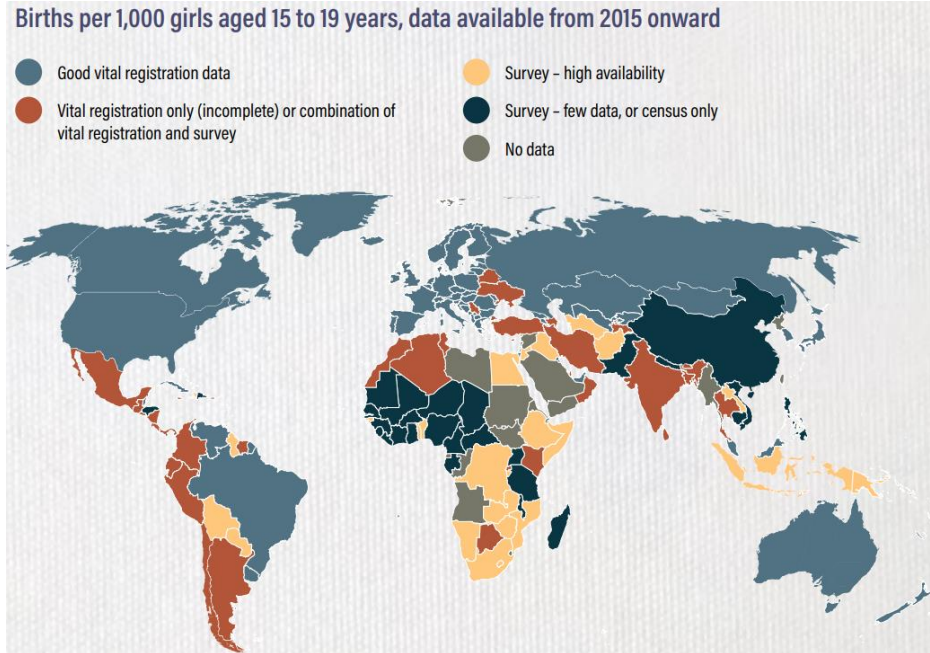 Births per 1,000 girls aged 15 to 19 years, data available from 2015 onward
Good vital registration data
Vital registration only (incomplete) or combination of
vital registration and survey
Survey – high availability
Survey – few data, or census only
No data